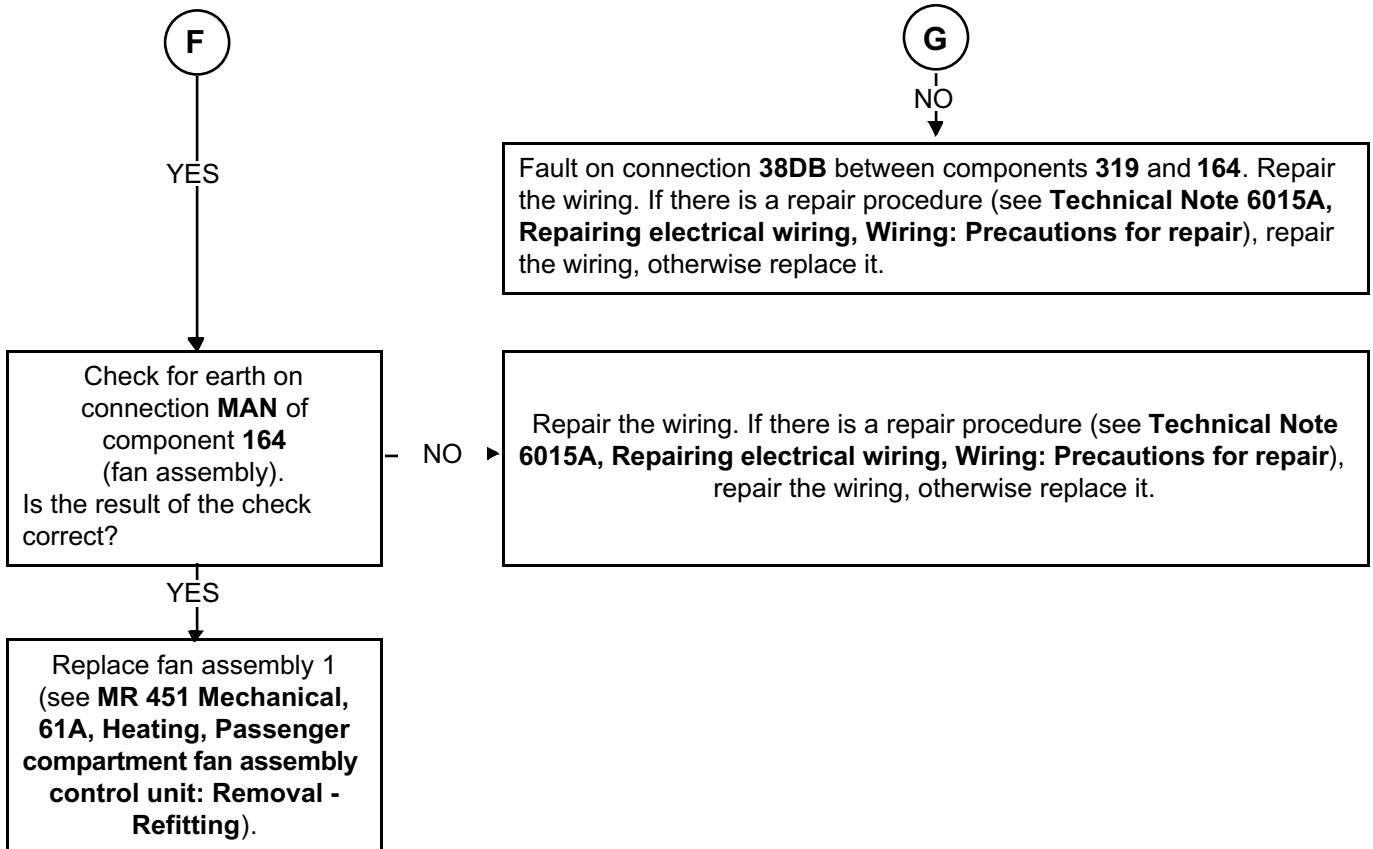 F
YES
Check for earth on
connection MAN of
component 164
(fan assembly).
Is the result of the check
correct?
NO
Repair the wiring. If there is a repair procedure (see Technical Note
6015A, Repairing electrical wiring, Wiring: Precautions for repair),
repair the wiring, otherwise replace it.
YES
Replace fan assembly 1
(see MR 451 Mechanical,
61A, Heating, Passenger
compartment fan assembly
control unit: Removal -
Refitting).
G
NO
Fault on connection 38DB between components 319 and 164. Repair
the wiring. If there is a repair procedure (see Technical Note 6015A,
Repairing electrical wiring, Wiring: Precautions for repair), repair
the wiring, otherwise replace it.